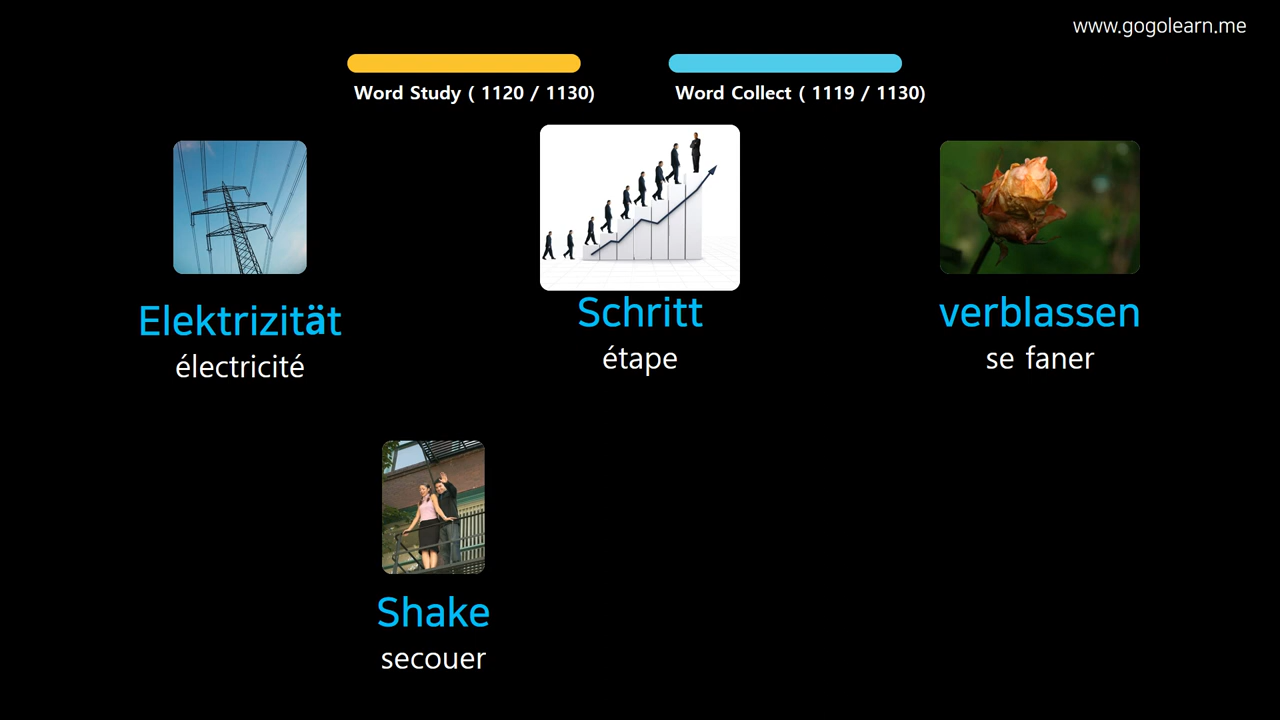 www.gogolearn.me
Word Study ( 1120 / 1130)
Word Collect ( 1119 / 1130)
Elektrizität
électricité
Schritt
étape
verblassen
se faner
Shake
secouer